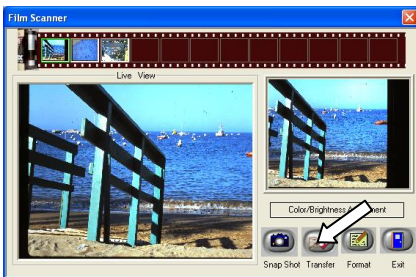 Film Scanner
Live View
Color/Brightness Adjustment
Snap Shot Transfer Format Exit